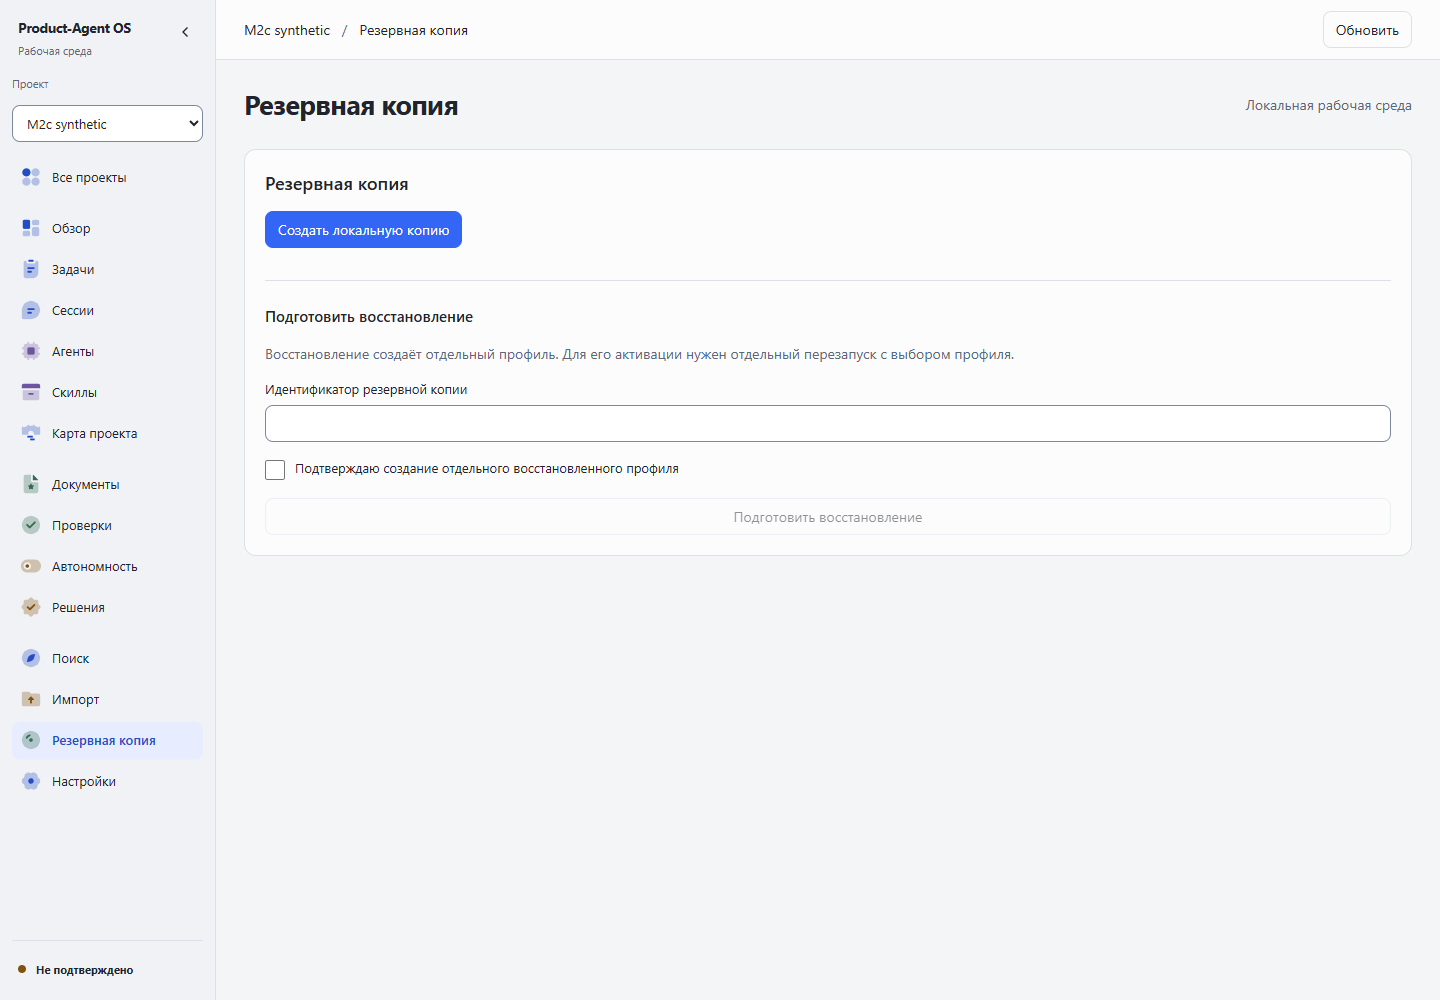 Product-Agent OS
Рабочая среда
Проект
M2c synthetic
Все проекты
Обзор
Задачи
Сессии
Агенты
Скиллы
Карта проекта
Документы
Проверки
Автономность
Решения
Поиск
Импорт
Резервная копия
Настройки
Не подтверждено
M2c synthetic / Резервная копия
Обновить
Резервная копия
Локальная рабочая среда
Резервная копия
Создать локальную копию
Подготовить восстановление
Восстановление создаёт отдельный профиль. Для его активации нужен отдельный перезапуск с выбором профиля.
Идентификатор резервной копии
Подтверждаю создание отдельного восстановленного профиля
Подготовить восстановление